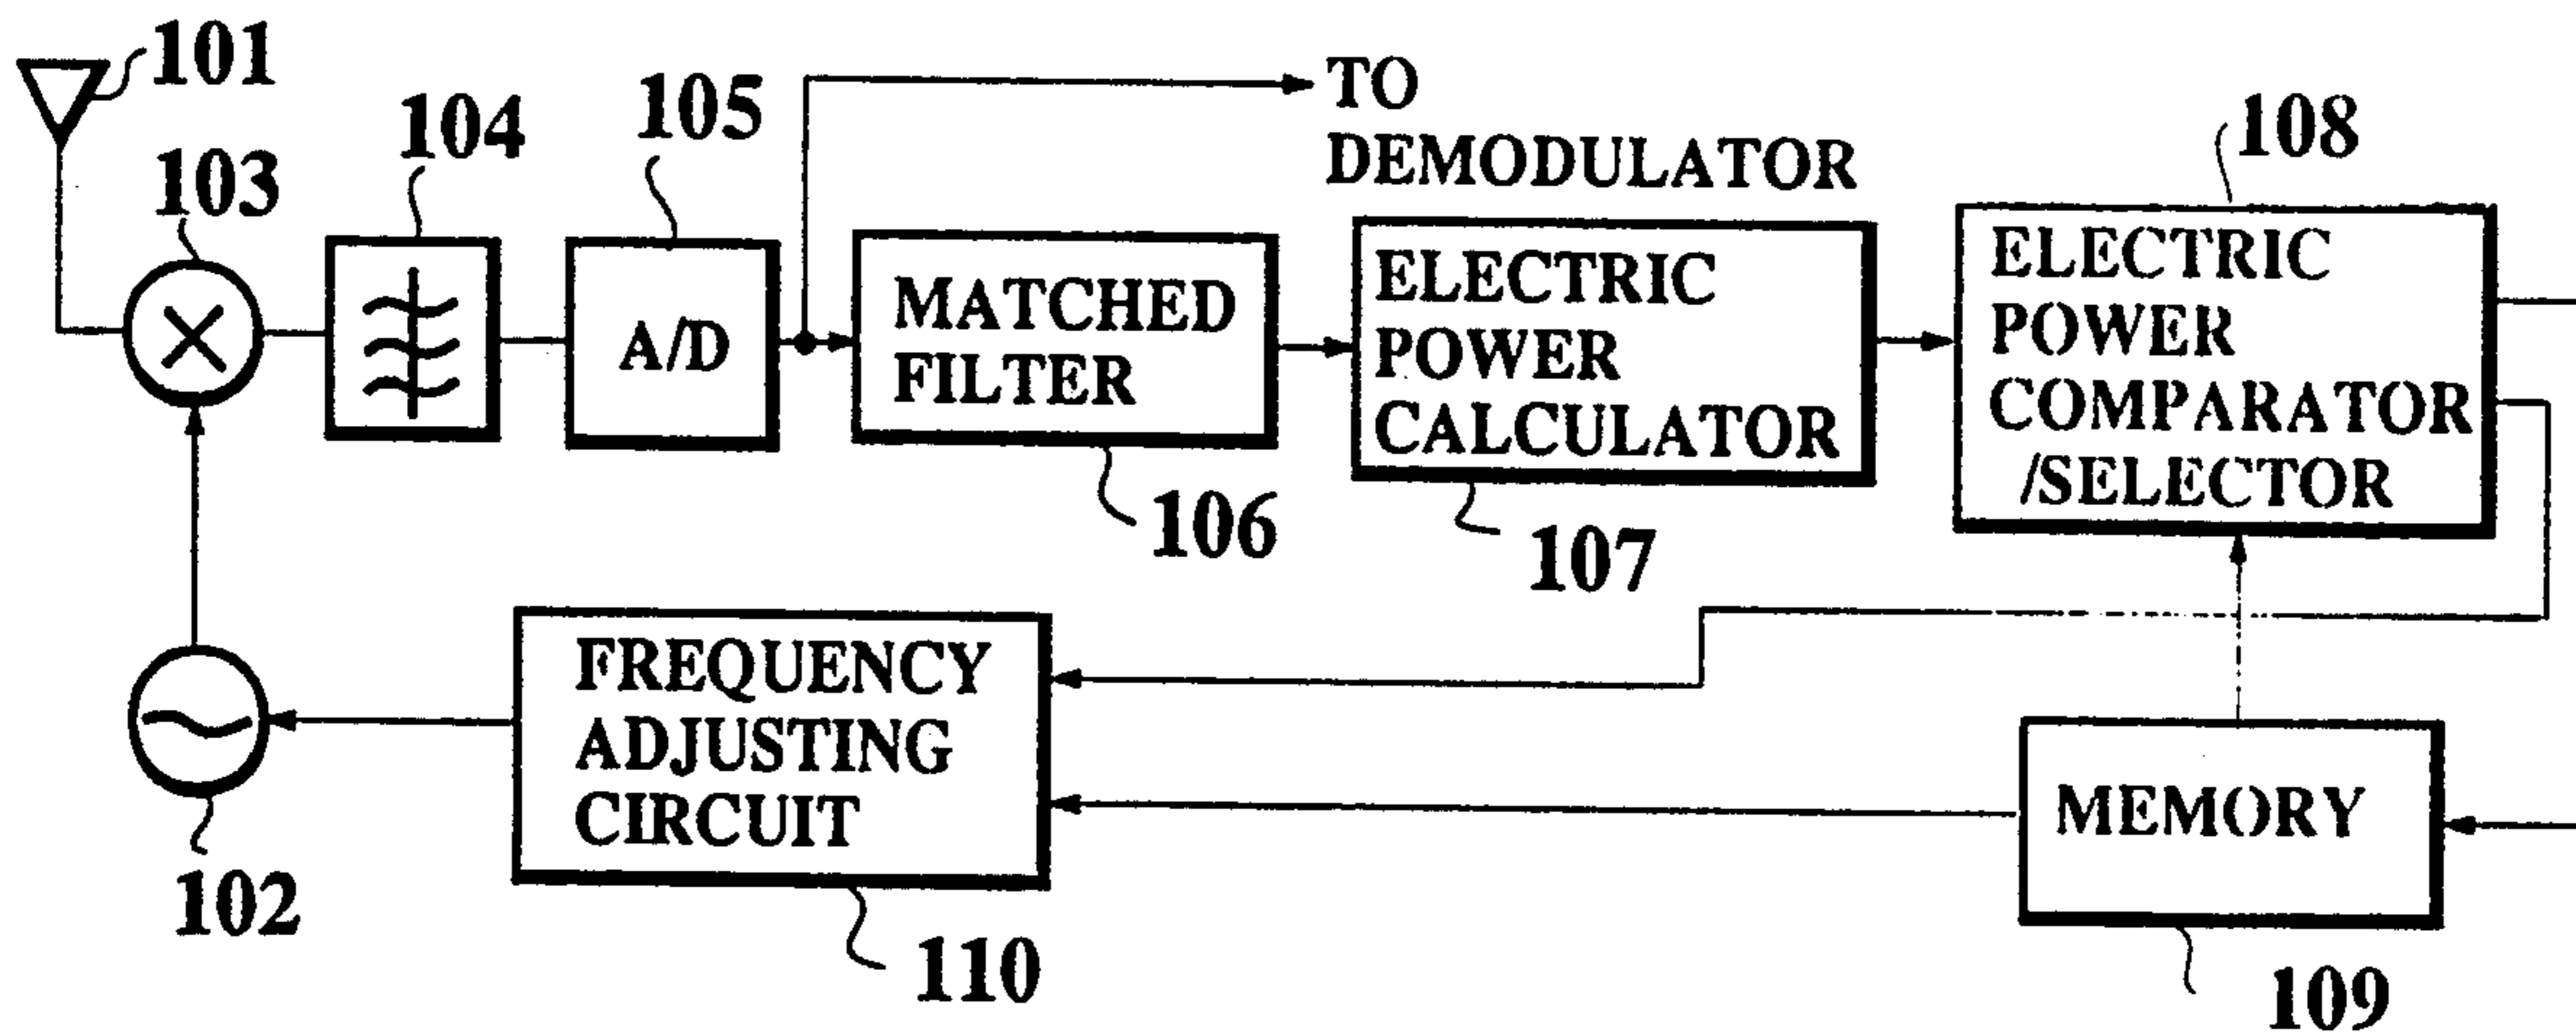 101
103
104
105
TO
DEMODULATOR
108
A/D
MATCHED
FILTER
106
ELECTRIC
POWER
CALCULATOR
107
ELECTRIC
POWER
COMPARATOR
/SELECTOR
102
FREQUENCY
ADJUSTING
CIRCUIT
110
MEMORY
109